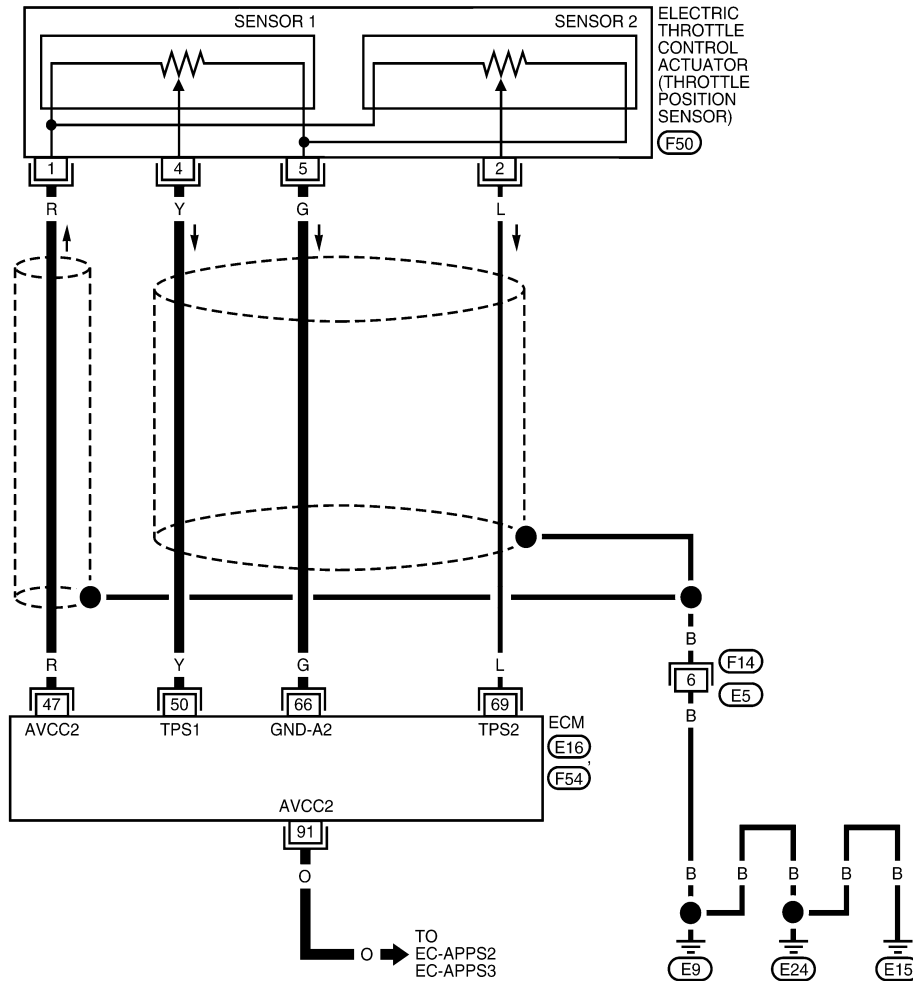 SENSOR 1
SENSOR 2
ELECTRIC
THROTTLE
CONTROL
ACTUATOR
(THROTTLE
POSITION
SENSOR)
F50
1 4 5 2
R Y G L
R Y G L
B
F14
6
E5
B
47 50 66 69
AVCC2 TPS1 GND-A2 TPS2
ECM
E16 ,
F54
AVCC2
91
O
B B B B B
O
TO
EC-APPS2
EC-APPS3
E9 E24 E15